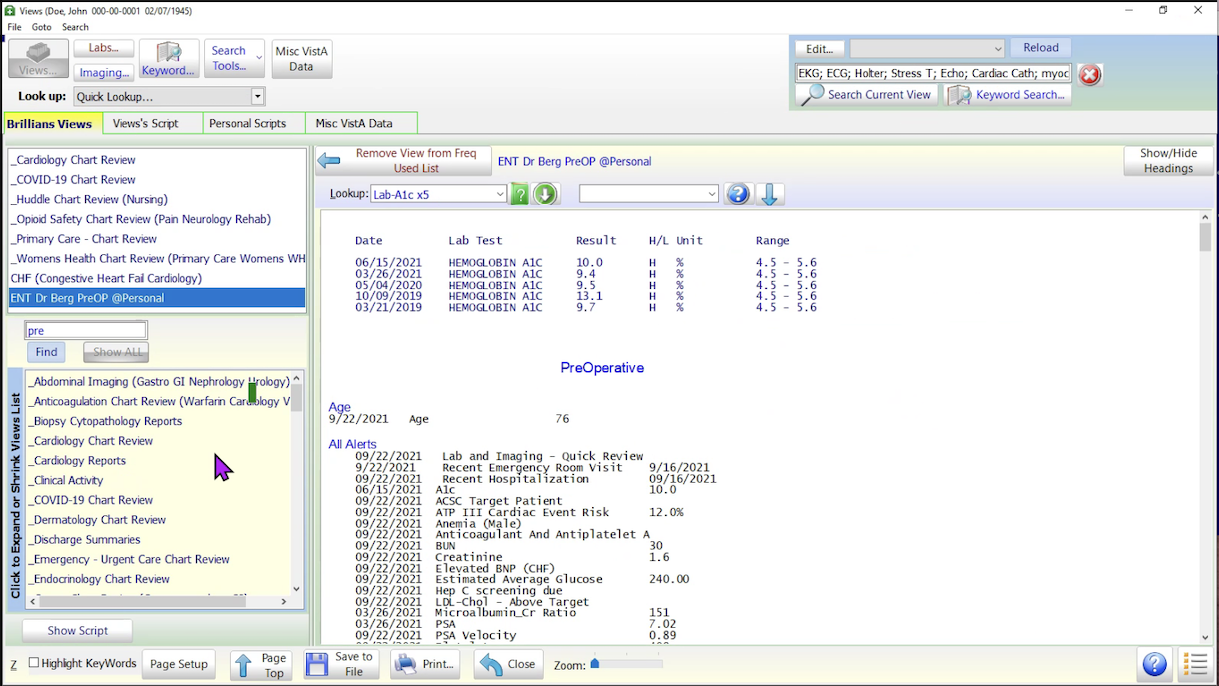 Views (Doe, John 000-00-0001 02/07/1945)
File Goto Search
Views...
Labs...
Imaging...
Keyword...
Search Tools...
Misc VistA Data
Edit...
Reload
EKG; ECG; Holter; Stress T; Echo; Cardiac Cath; myoc
Look up: Quick Lookup...
Search Current View
Keyword Search...
Brillians Views
Views's Script
Personal Scripts
Misc VistA Data
_Cardiology Chart Review
_COVID-19 Chart Review
_Huddle Chart Review (Nursing)
_Opioid Safety Chart Review (Pain Neurology Rehab)
_Primary Care - Chart Review
_Womens Health Chart Review (Primary Care Womens WH
CHF (Congestive Heart Fail Cardiology)
ENT Dr Berg PreOP @Personal
pre
Find
Show ALL
Click to Expand or Shrink Views List
_Abdominal Imaging (Gastro GI Nephrology Urology)
_Anticoagulation Chart Review (Warfarin Cardiology V
_Biopsy Cytopathology Reports
_Cardiology Chart Review
_Cardiology Reports
_Clinical Activity
_COVID-19 Chart Review
_Dermatology Chart Review
_Discharge Summaries
_Emergency - Urgent Care Chart Review
_Endocrinology Chart Review
Show Script
Remove View from Freq Used List
ENT Dr Berg PreOP @Personal
Show/Hide Headings
Lookup: Lab-A1c x5
Date Lab Test Result H/L Unit Range
06/15/2021 HEMOGLOBIN A1C 10.0 H % 4.5 - 5.6
03/26/2021 HEMOGLOBIN A1C 9.4 H % 4.5 - 5.6
05/04/2020 HEMOGLOBIN A1C 9.5 H % 4.5 - 5.6
10/09/2019 HEMOGLOBIN A1C 13.1 H % 4.5 - 5.6
03/21/2019 HEMOGLOBIN A1C 9.7 H % 4.5 - 5.6
PreOperative
Age
9/22/2021 Age 76
All Alerts
09/22/2021 Lab and Imaging - Quick Review
9/22/2021 Recent Emergency Room Visit 9/16/2021
09/22/2021 Recent Hospitalization 09/16/2021
06/15/2021 A1c 10.0
09/22/2021 ACSC Target Patient
09/22/2021 ATP III Cardiac Event Risk 12.0%
09/22/2021 Anemia (Male)
09/22/2021 Anticoagulant And Antiplatelet A
09/22/2021 BUN 30
09/22/2021 Creatinine 1.6
09/22/2021 Elevated BNP (CHF)
09/22/2021 Estimated Average Glucose 240.00
09/22/2021 Hep C screening due
09/22/2021 LDL-Chol - Above Target
03/26/2021 Microalbumin_Cr Ratio 151
03/26/2021 PSA 7.02
09/22/2021 PSA Velocity 0.89
Z
Highlight KeyWords
Page Setup
Page Top
Save to File
Print...
Close
Zoom: